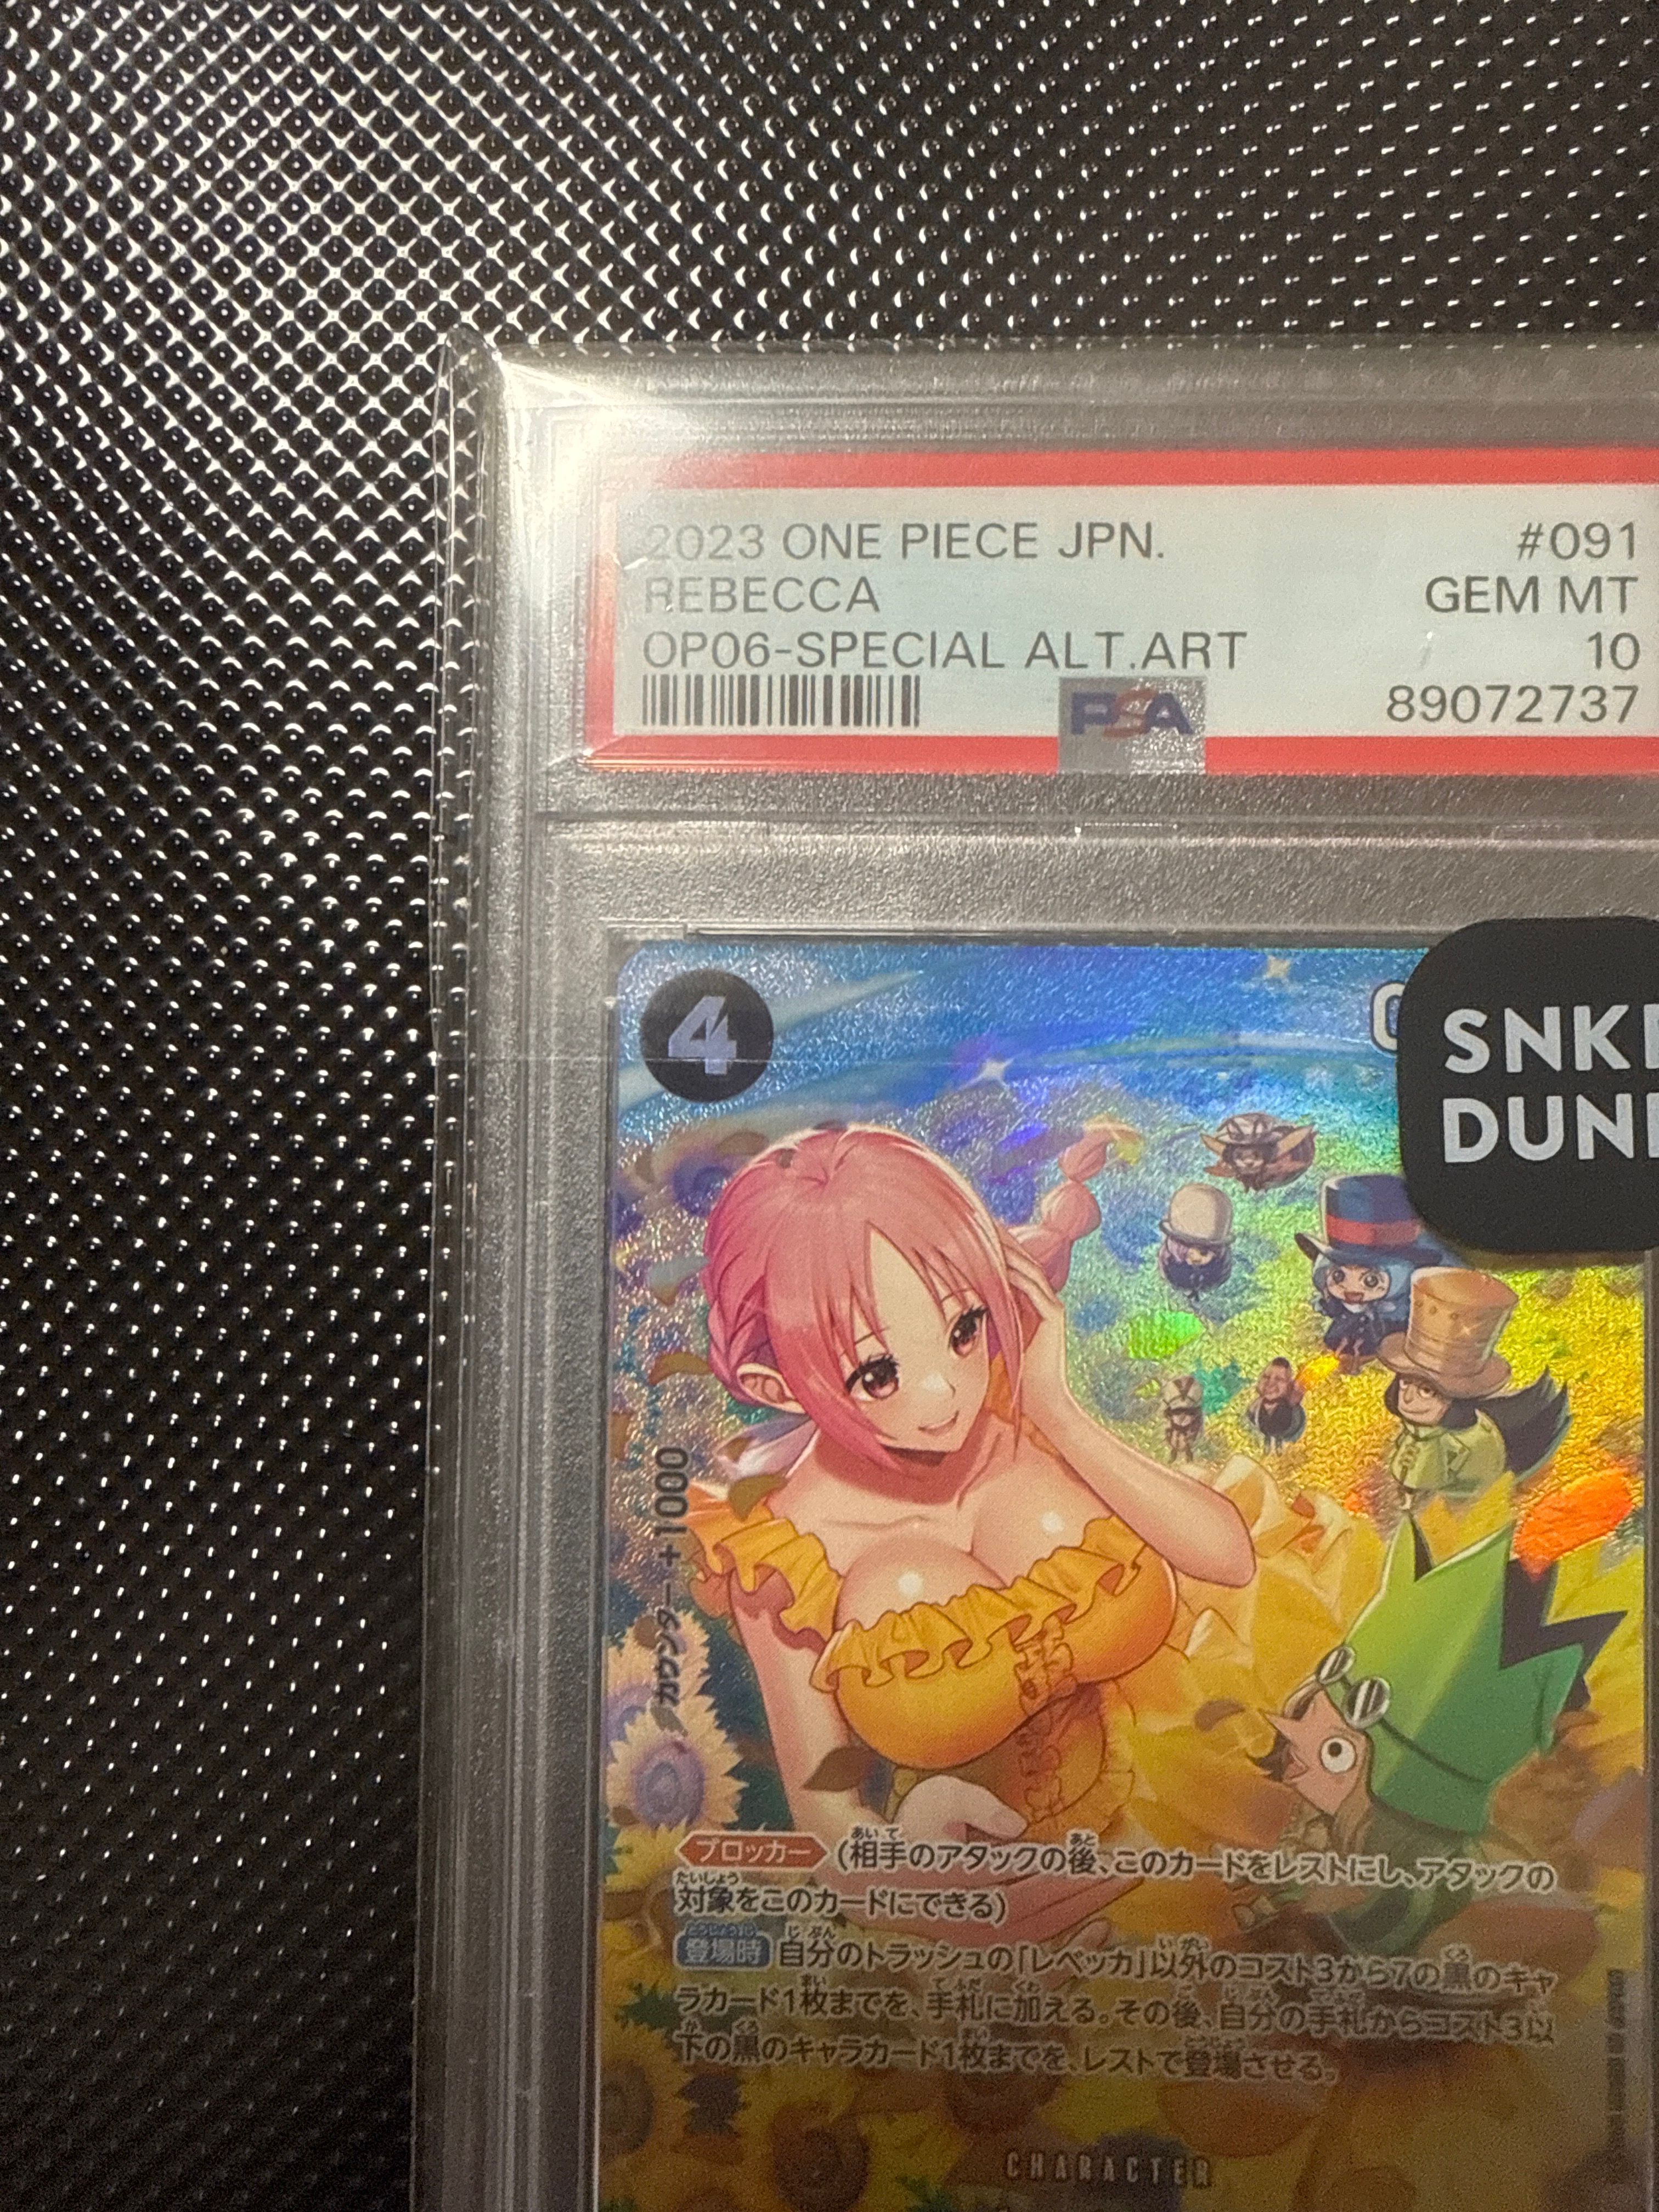 2023 ONE PIECE JPN. #091
REBECCA GEM MT
OP06-SPECIAL ALT.ART 10
PSA 89072737
4
SNK
DUN
カウンター+1000
ブロッカー (相手のアタックの後、このカードをレストにし、アタックの
対象をこのカードにできる)
登場時 自分のトラッシュの「レベッカ」以外のコスト3から7の黒のキャ
ラカード1枚までを、手札に加える。その後、自分の手札からコスト3以
下の黒のキャラカード1枚までを、レストで登場させる。
CHARACTER